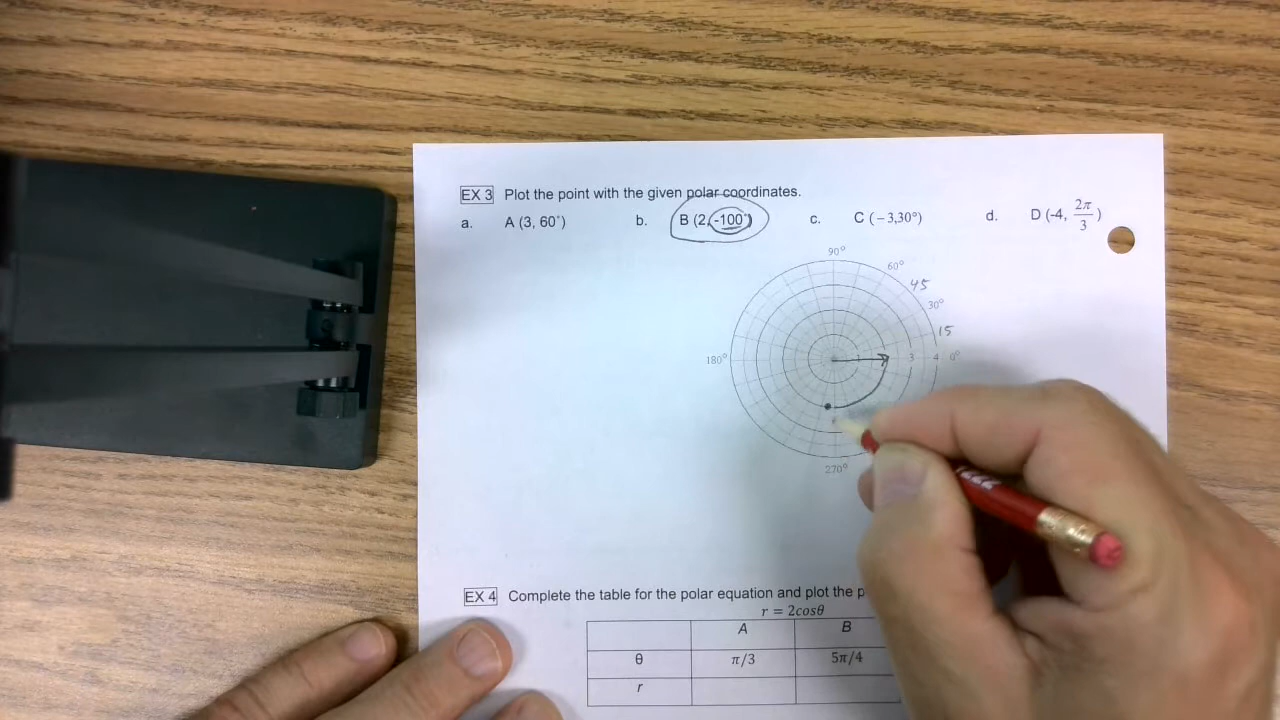 EX 3 Plot the point with the given polar coordinates.
a. A (3, 60°) b. B (2, -100°) c. C (−3,30°) d. D (-4, 2π/3)
90°
60°
45
30°
15
180° 1 3 4 0°
270°
EX 4 Complete the table for the polar equation and plot the p
r = 2cosθ
A B
θ π/3 5π/4
r